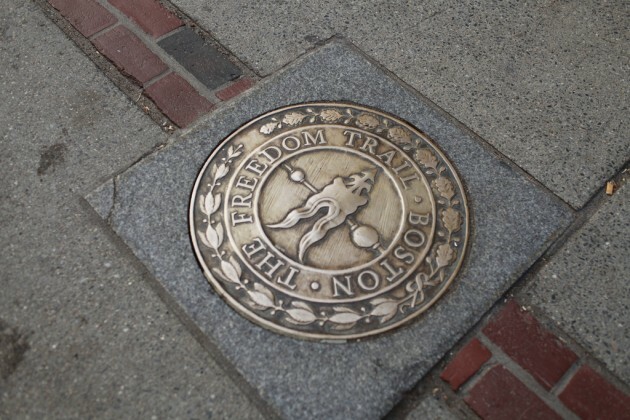 THE FREEDOM TRAIL · BOSTON ·